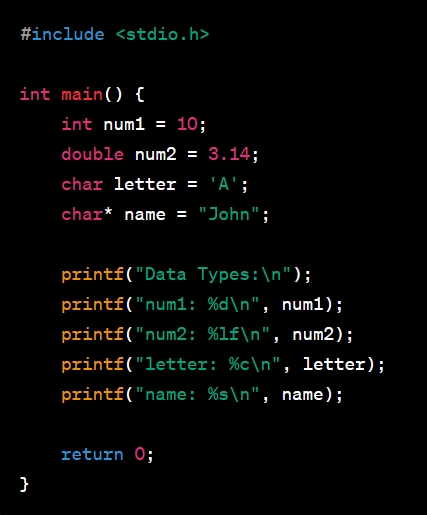 #include <stdio.h>

int main() {
    int num1 = 10;
    double num2 = 3.14;
    char letter = 'A';
    char* name = "John";

    printf("Data Types:\n");
    printf("num1: %d\n", num1);
    printf("num2: %lf\n", num2);
    printf("letter: %c\n", letter);
    printf("name: %s\n", name);

    return 0;
}